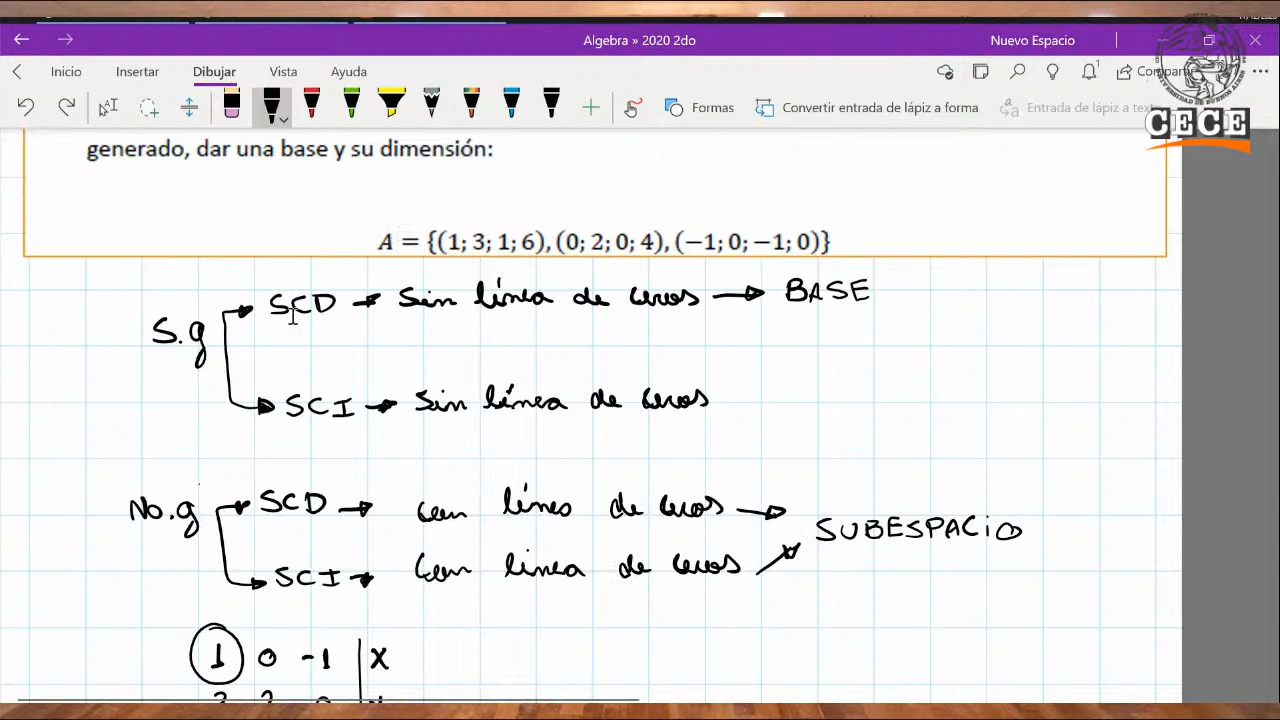 Algebra » 2020 2do
Nuevo Espacio
Inicio Insertar Dibujar Vista Ayuda
Formas Convertir entrada de lápiz a forma Entrada de lápiz a texto
CECE
generado, dar una base y su dimensión:
A = {(1; 3; 1; 6), (0; 2; 0; 4), (−1; 0; −1; 0)}
S.g
SCD → Sin línea de ceros → BASE
SCI → Sin línea de ceros
No.g
SCD → con línea de ceros →
SUBESPACiO
SCI → Con linea de ceros
1 0 -1 | x